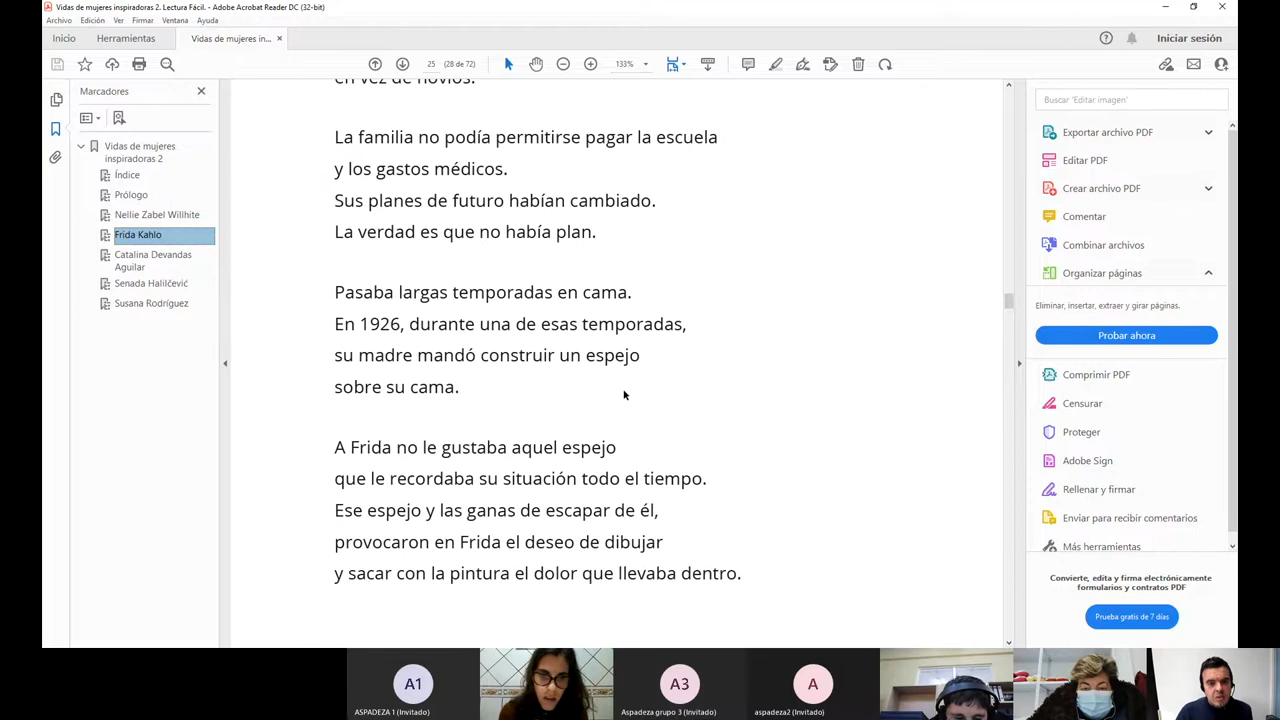 Vidas de mujeres inspiradoras 2. Lectura Fácil. - Adobe Acrobat Reader DC (32-bit)
Archivo Edición Ver Firmar Ventana Ayuda
Inicio Herramientas Vidas de mujeres in... × Iniciar sesión
25 (28 de 72) 133%
Marcadores
Vidas de mujeres
inspiradoras 2
Índice
Prólogo
Nellie Zabel Willhite
Frida Kahlo
Catalina Devandas
Aguilar
Senada Halilčević
Susana Rodríguez
en vez de novios.
La familia no podía permitirse pagar la escuela
y los gastos médicos.
Sus planes de futuro habían cambiado.
La verdad es que no había plan.
Pasaba largas temporadas en cama.
En 1926, durante una de esas temporadas,
su madre mandó construir un espejo
sobre su cama.
A Frida no le gustaba aquel espejo
que le recordaba su situación todo el tiempo.
Ese espejo y las ganas de escapar de él,
provocaron en Frida el deseo de dibujar
y sacar con la pintura el dolor que llevaba dentro.
Buscar 'Editar imagen'
Exportar archivo PDF
Editar PDF
Crear archivo PDF
Comentar
Combinar archivos
Organizar páginas
Eliminar, insertar, extraer y girar páginas.
Probar ahora
Comprimir PDF
Censurar
Proteger
Adobe Sign
Rellenar y firmar
Enviar para recibir comentarios
Más herramientas
Convierte, edita y firma electrónicamente
formularios y contratos PDF
Prueba gratis de 7 días
A1
ASPADEZA 1 (Invitado)
A3
Aspadeza grupo 3 (Invitado)
A
aspadeza2 (Invitado)